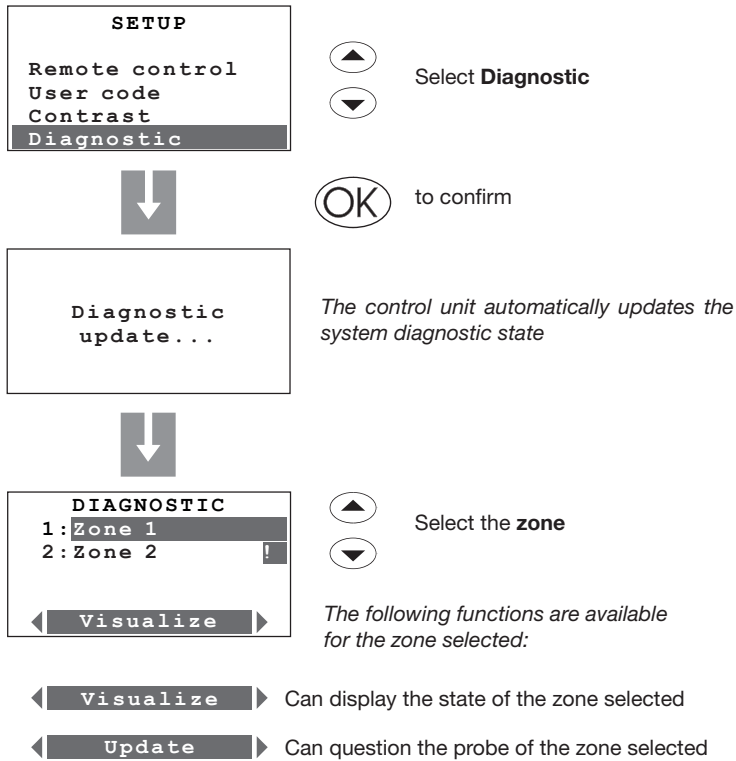 SETUP
Remote control
User code
Contrast
Diagnostic
Select Diagnostic
OK
to confirm
Diagnostic
update...
The control unit automatically updates the
system diagnostic state
DIAGNOSTIC
1:Zone 1
2:Zone 2 !
Visualize
Select the zone
The following functions are available
for the zone selected:
Visualize Can display the state of the zone selected
Update Can question the probe of the zone selected